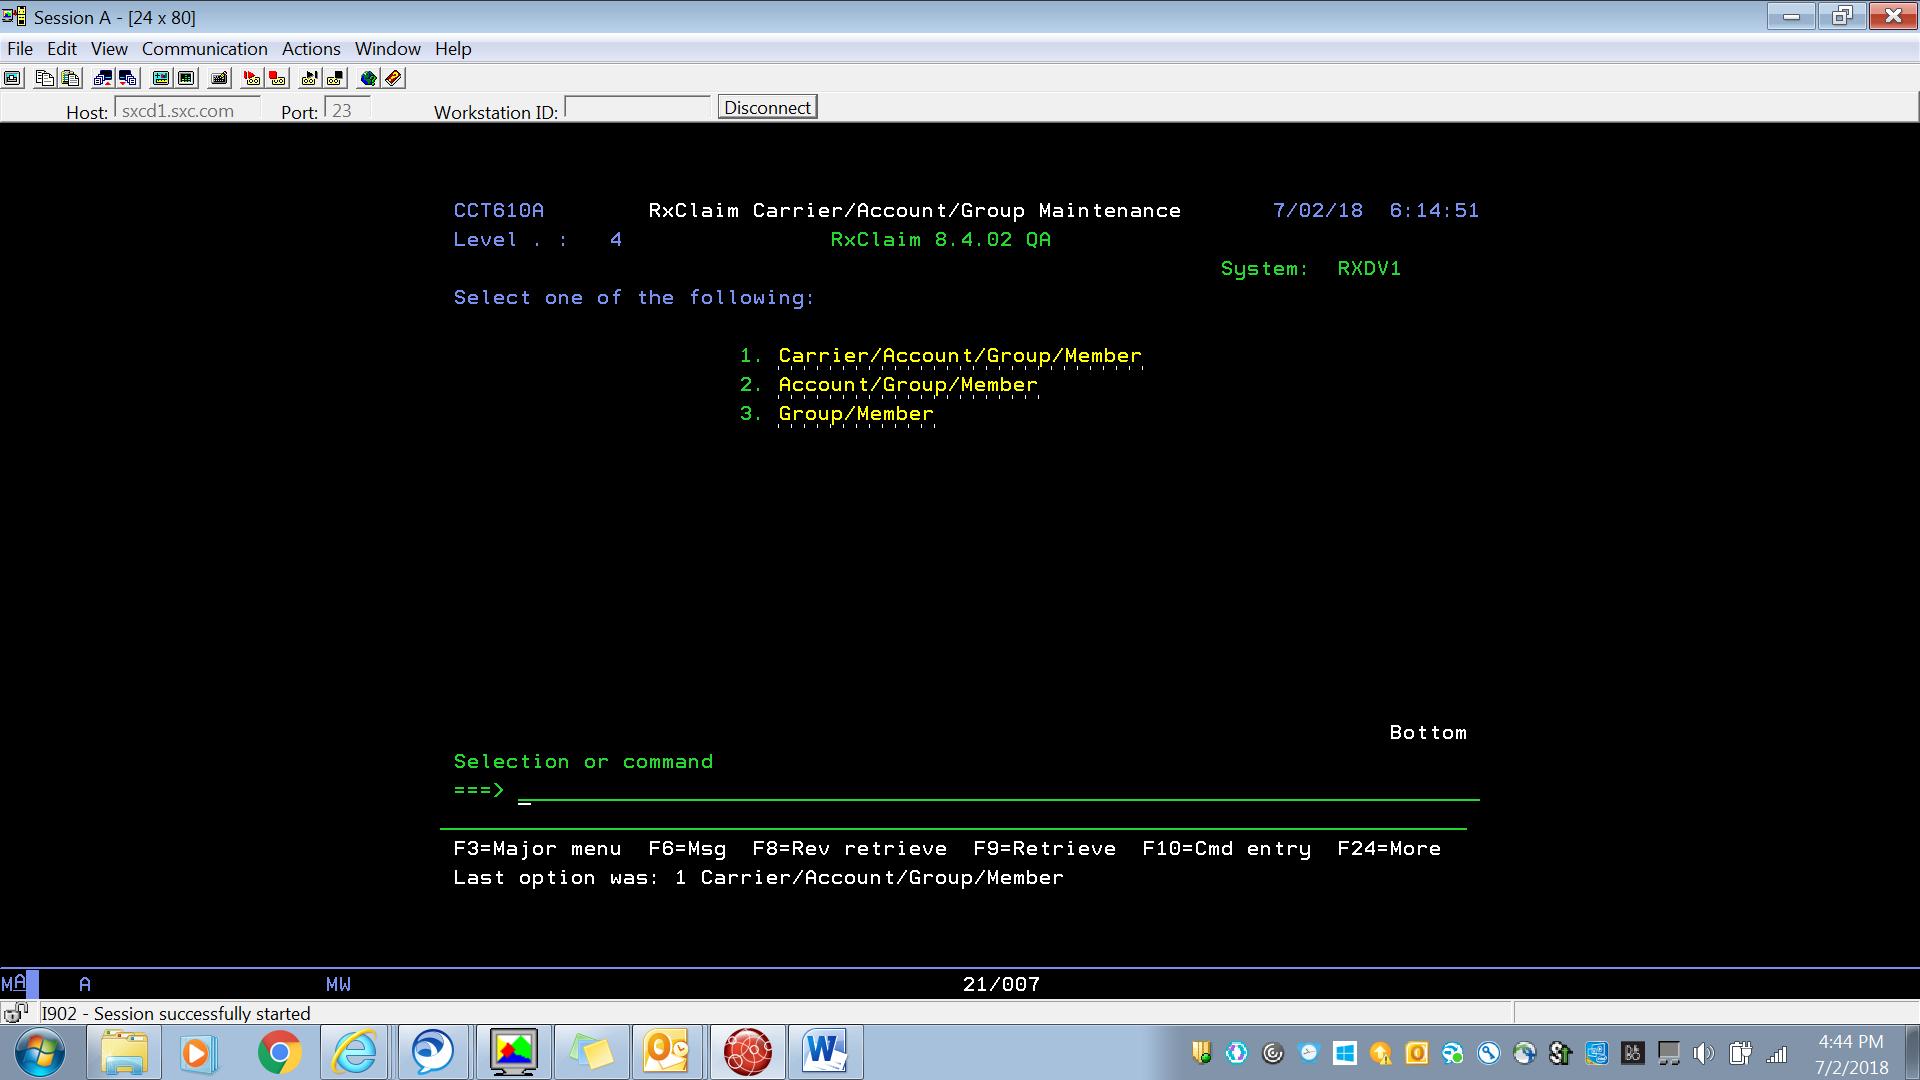 Session A - [24 x 80]
File Edit View Communication Actions Window Help
Host: sxcd1.sxc.com Port: 23 Workstation ID: Disconnect
CCT610A RxClaim Carrier/Account/Group Maintenance 7/02/18 6:14:51
Level . : 4 RxClaim 8.4.02 QA
System: RXDV1
Select one of the following:
1. Carrier/Account/Group/Member
2. Account/Group/Member
3. Group/Member
Bottom
Selection or command
===>
F3=Major menu F6=Msg F8=Rev retrieve F9=Retrieve F10=Cmd entry F24=More
Last option was: 1 Carrier/Account/Group/Member
MA A MW 21/007
I902 - Session successfully started
4:44 PM
7/2/2018